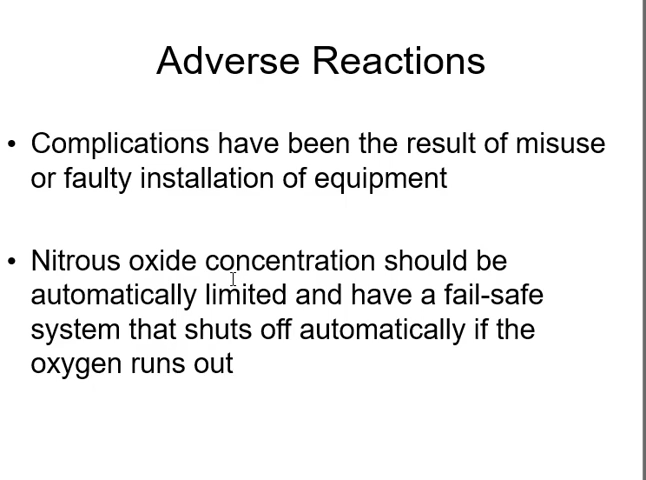 Adverse Reactions
• Complications have been the result of misuse
or faulty installation of equipment
• Nitrous oxide concentration should be
automatically limited and have a fail-safe
system that shuts off automatically if the
oxygen runs out